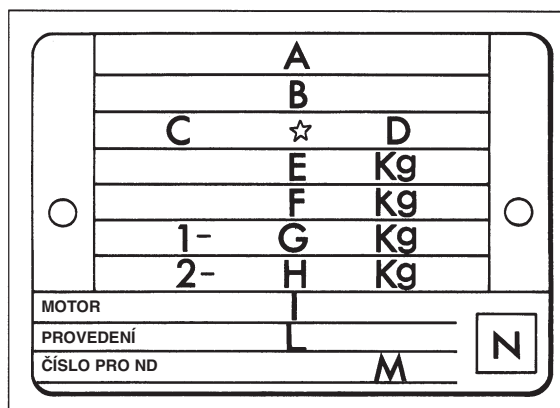 A
B
C ☆ D
E Kg
F Kg
1- G Kg
2- H Kg
MOTOR I
PROVEDENÍ L
ČÍSLO PRO ND M
N